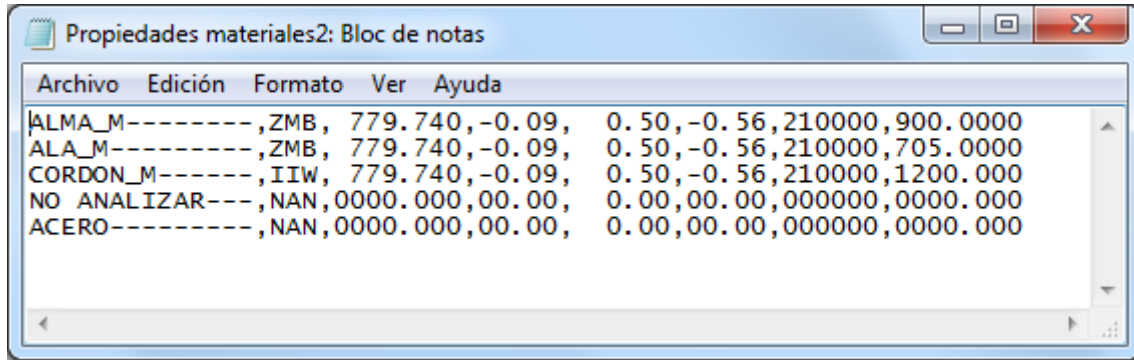 Propiedades materiales2: Bloc de notas
Archivo Edición Formato Ver Ayuda
ALMA_M--------,ZMB, 779.740,-0.09,  0.50,-0.56,210000,900.0000
ALA_M---------,ZMB, 779.740,-0.09,  0.50,-0.56,210000,705.0000
CORDON_M------,IIW, 779.740,-0.09,  0.50,-0.56,210000,1200.000
NO ANALIZAR---,NAN,0000.000,00.00,  0.00,00.00,000000,0000.000
ACERO---------,NAN,0000.000,00.00,  0.00,00.00,000000,0000.000